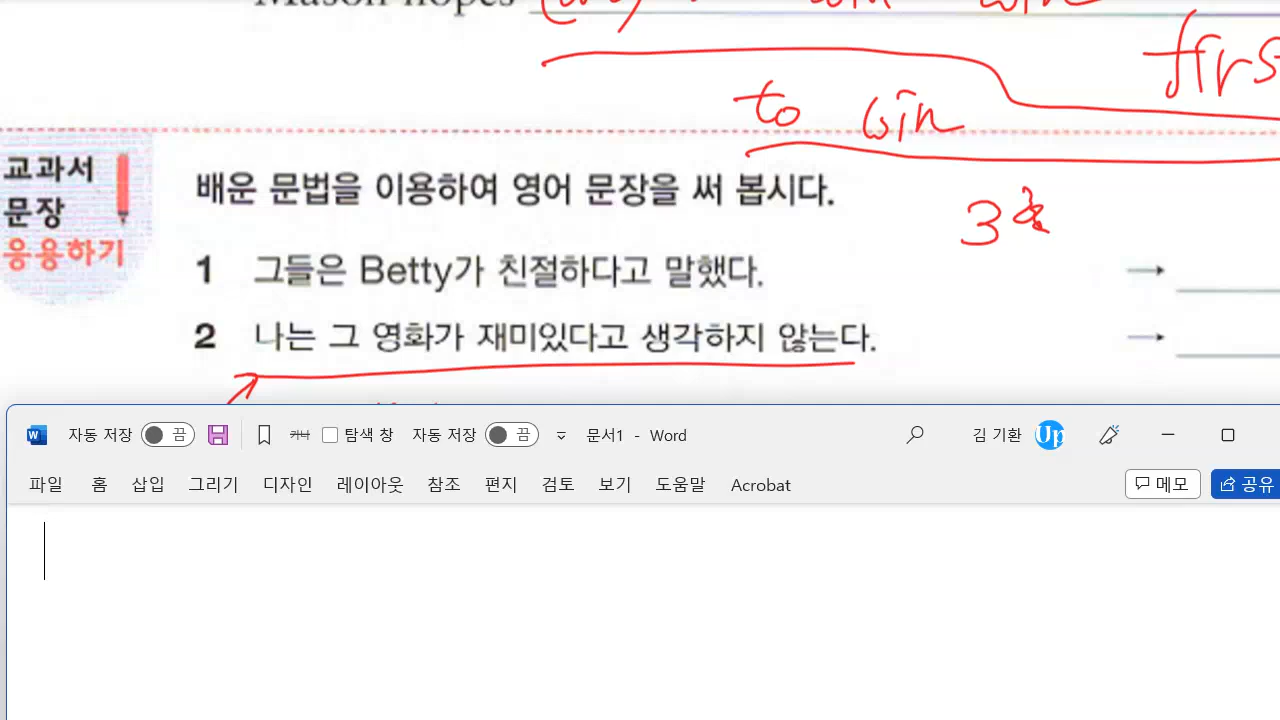 Mason hopes win win
first
to win
교과서
문장
응용하기
배운 문법을 이용하여 영어 문장을 써 봅시다.
3
1 그들은 Betty가 친절하다고 말했다. →
2 나는 그 영화가 재미있다고 생각하지 않는다. →
자동 저장 끔 가나 탐색 창 자동 저장 끔 문서1 - Word 김 기환 Up
파일 홈 삽입 그리기 디자인 레이아웃 참조 편지 검토 보기 도움말 Acrobat 메모 공유